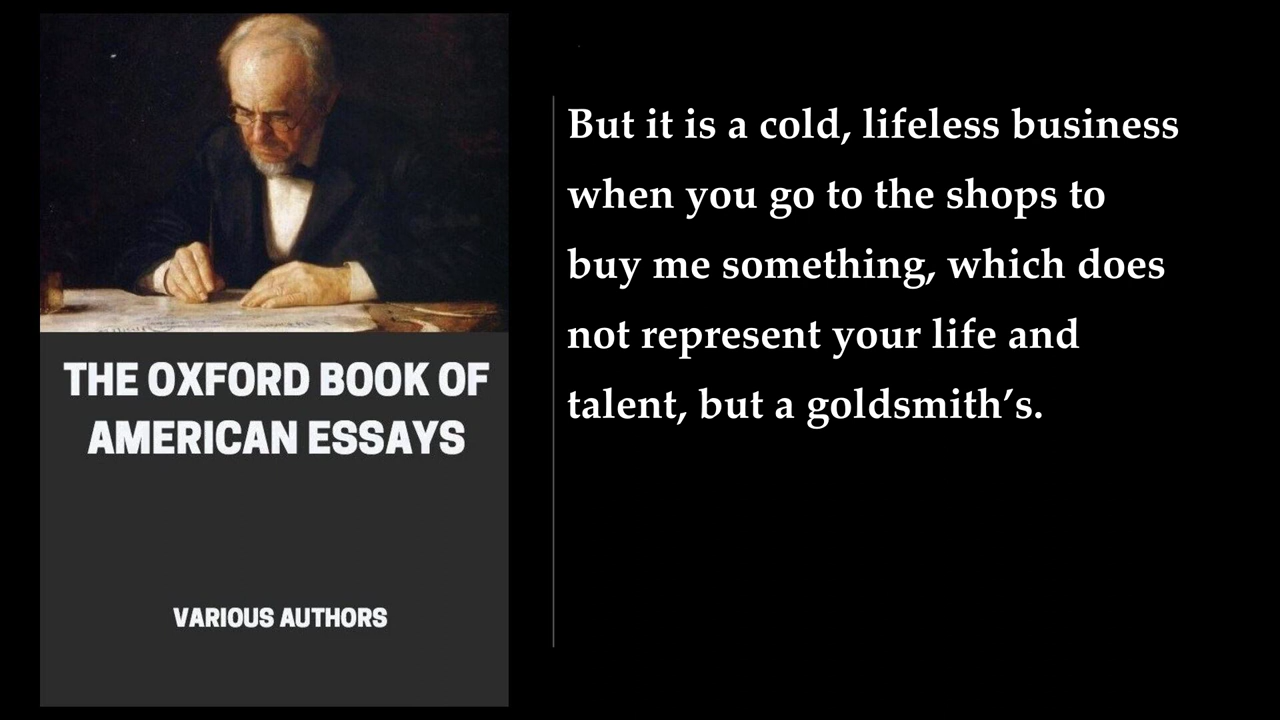 THE OXFORD BOOK OF
AMERICAN ESSAYS
VARIOUS AUTHORS
But it is a cold, lifeless business
when you go to the shops to
buy me something, which does
not represent your life and
talent, but a goldsmith’s.